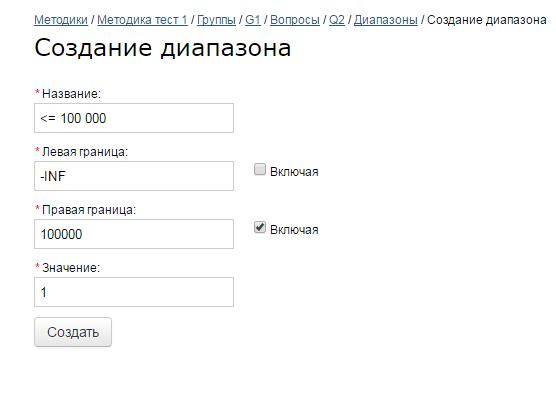 Методики / Методика тест 1 / Группы / G1 / Вопросы / Q2 / Диапазоны / Создание диапазона
Создание диапазона
* Название:
<= 100 000
* Левая граница:
-INF
Включая
* Правая граница:
100000
Включая
* Значение:
1
Создать